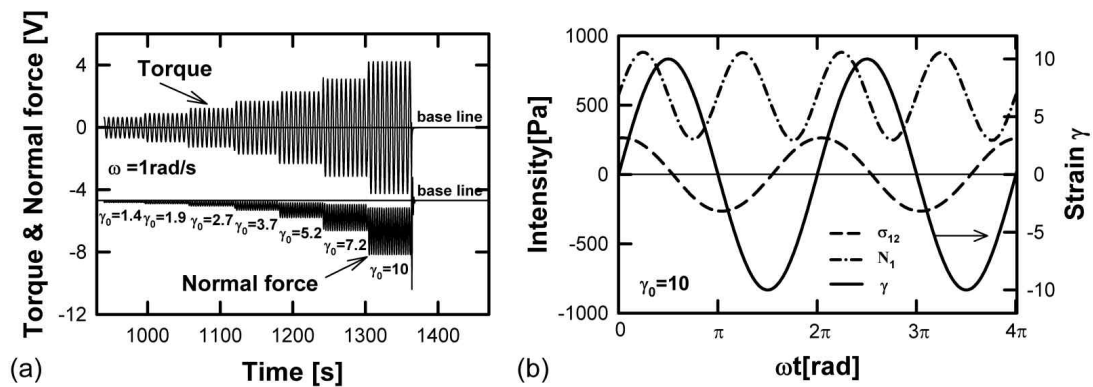 Torque & Normal force [V]
4
0
-4
-8
-12
Torque
base line
ω =1rad/s
base line
γ0=1.4
γ0=1.9
γ0=2.7
γ0=3.7
γ0=5.2
γ0=7.2
γ0=10
Normal force
1000 1100 1200 1300 1400
(a) Time [s]
Intensity[Pa]
1000
500
0
-500
-1000
σ12
N1
γ
γ0=10
0 π 2π 3π 4π
(b) ωt[rad]
10
5
0
-5
-10
Strain γ